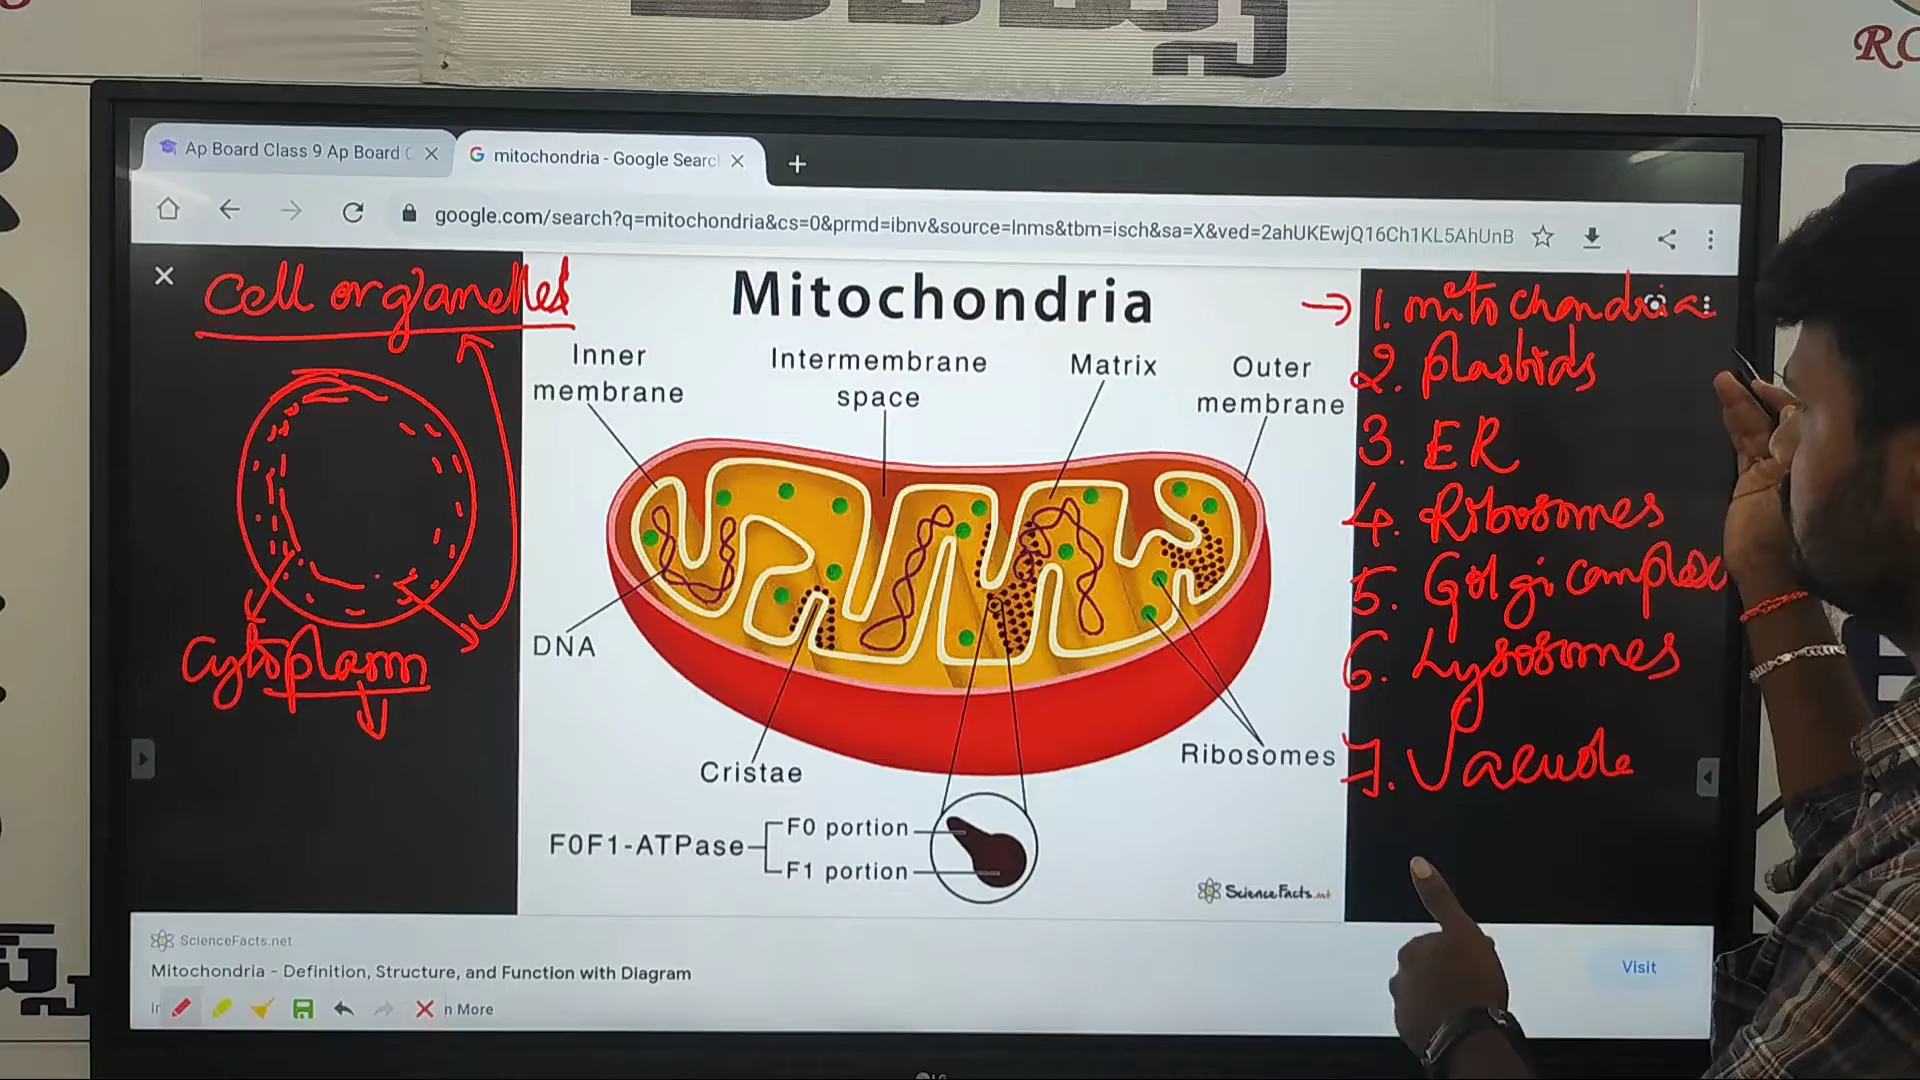 RC
Ap Board Class 9 Ap Board
mitochondria - Google Search
google.com/search?q=mitochondria&cs=0&prmd=ibnv&source=lnms&tbm=isch&sa=X&ved=2ahUKEwjQ16Ch1KL5AhUnB
Cell organelles
Mitochondria
Inner membrane
Intermembrane space
Matrix
Outer membrane
DNA
Cristae
Ribosomes
F0F1-ATPase
F0 portion
F1 portion
ScienceFacts.net
cytoplasm
→ 1. mitochondria
2. plastids
3. ER
4. Ribosomes
5. Golgi complex
6. Lysosomes
7. Vacuole
ScienceFacts.net
Mitochondria - Definition, Structure, and Function with Diagram
n More
Visit
LG